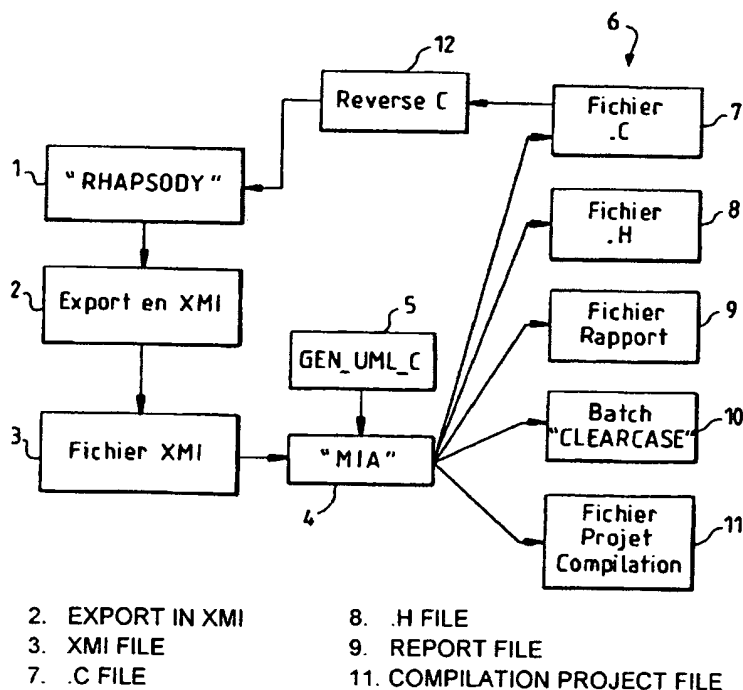 6
12
Reverse C
Fichier
.C
7
1
"RHAPSODY"
Fichier
.H
8
2
Export en XMI
5
GEN_UML_C
Fichier
Rapport
9
3
Fichier XMI
"MIA"
4
Batch
"CLEARCASE"
10
Fichier
Projet
Compilation
11
2. EXPORT IN XMI
3. XMI FILE
7. .C FILE
8. .H FILE
9. REPORT FILE
11. COMPILATION PROJECT FILE